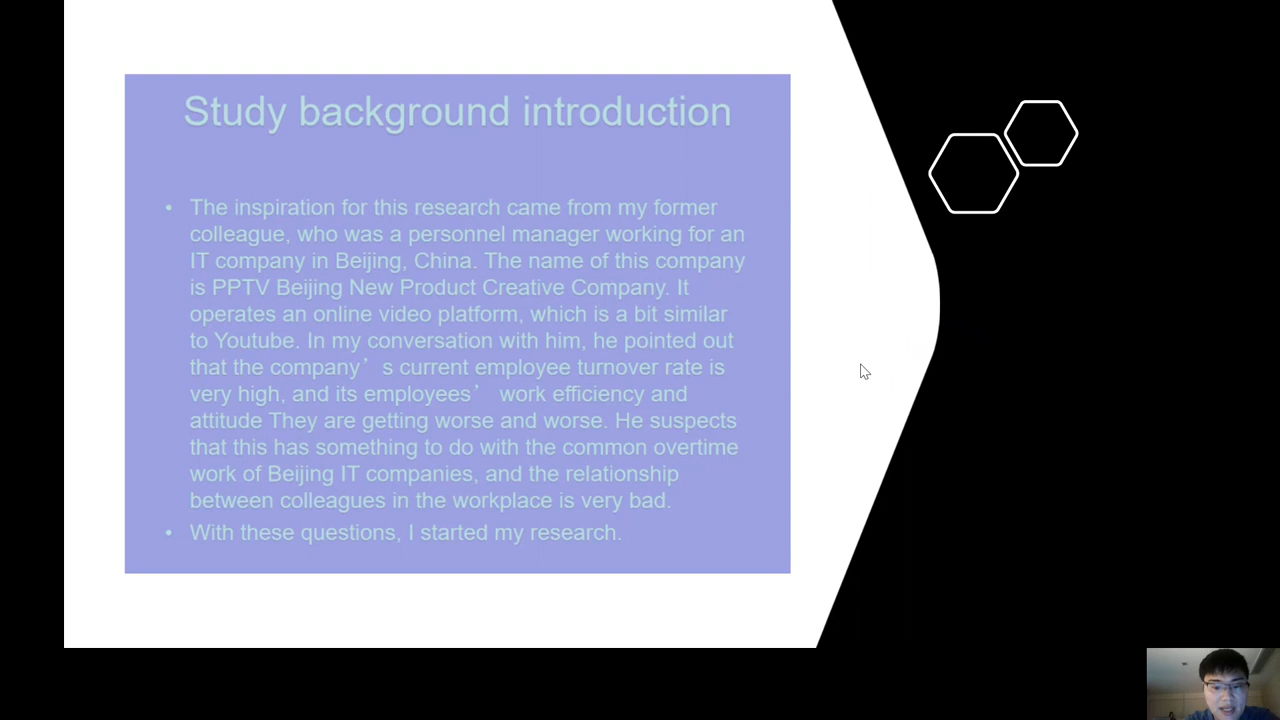 Study background introduction
• The inspiration for this research came from my former
colleague, who was a personnel manager working for an
IT company in Beijing, China. The name of this company
is PPTV Beijing New Product Creative Company. It
operates an online video platform, which is a bit similar
to Youtube. In my conversation with him, he pointed out
that the company’s current employee turnover rate is
very high, and its employees’ work efficiency and
attitude They are getting worse and worse. He suspects
that this has something to do with the common overtime
work of Beijing IT companies, and the relationship
between colleagues in the workplace is very bad.
• With these questions, I started my research.